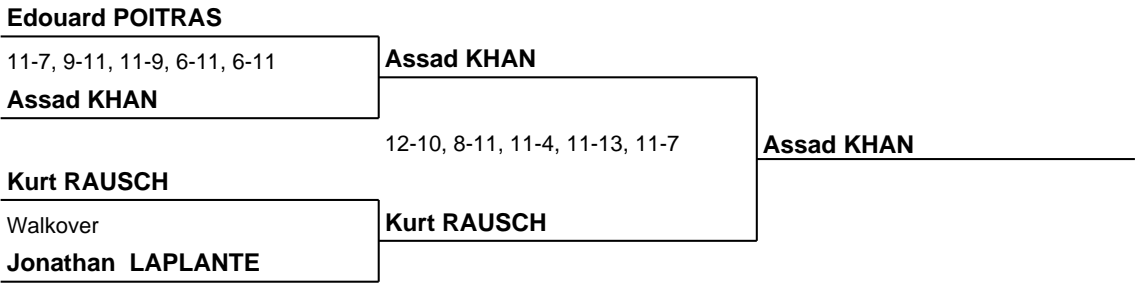 Edouard POITRAS
11-7, 9-11, 11-9, 6-11, 6-11
Assad KHAN
Assad KHAN
12-10, 8-11, 11-4, 11-13, 11-7
Assad KHAN
Kurt RAUSCH
Walkover
Kurt RAUSCH
Jonathan  LAPLANTE